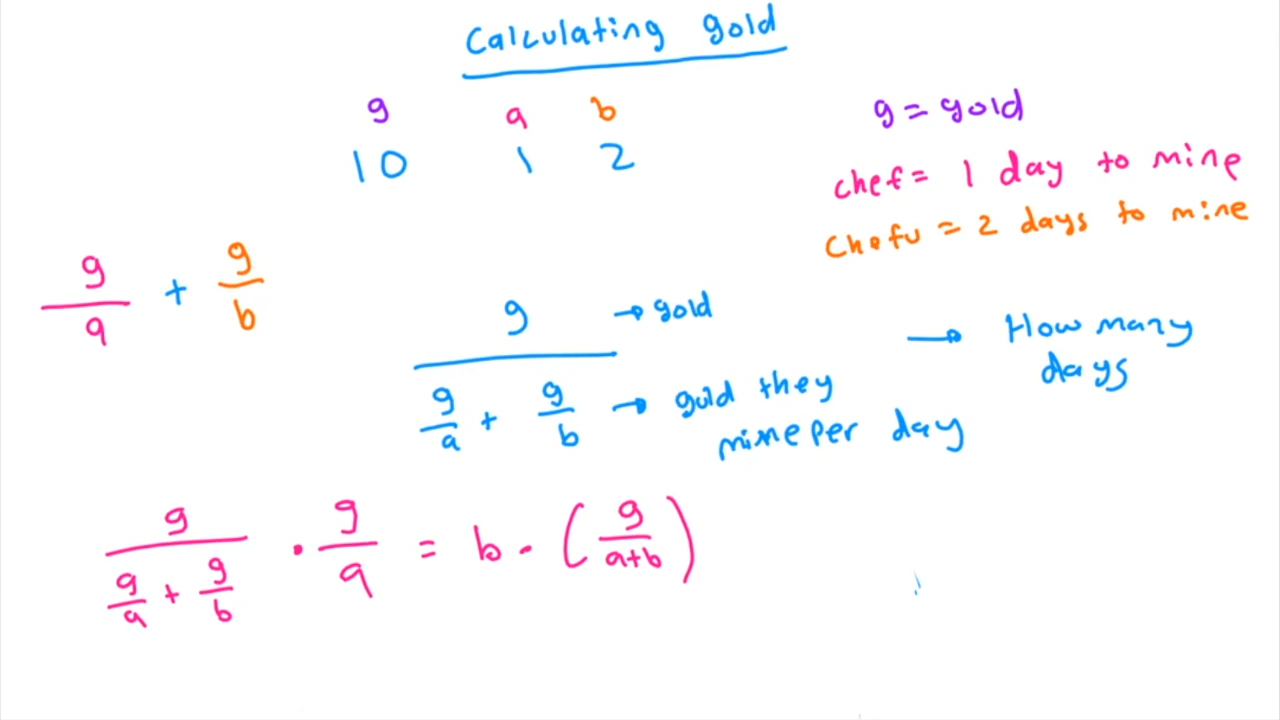 Calculating gold
g a b
10 1 2
g = gold
chef = 1 day to mine
Chefu = 2 days to mine
g/a + g/b
g → gold
g/a + g/b → gold they mine per day
→ How many days
g/(g/a + g/b) · g/a = b · (g/(a+b))